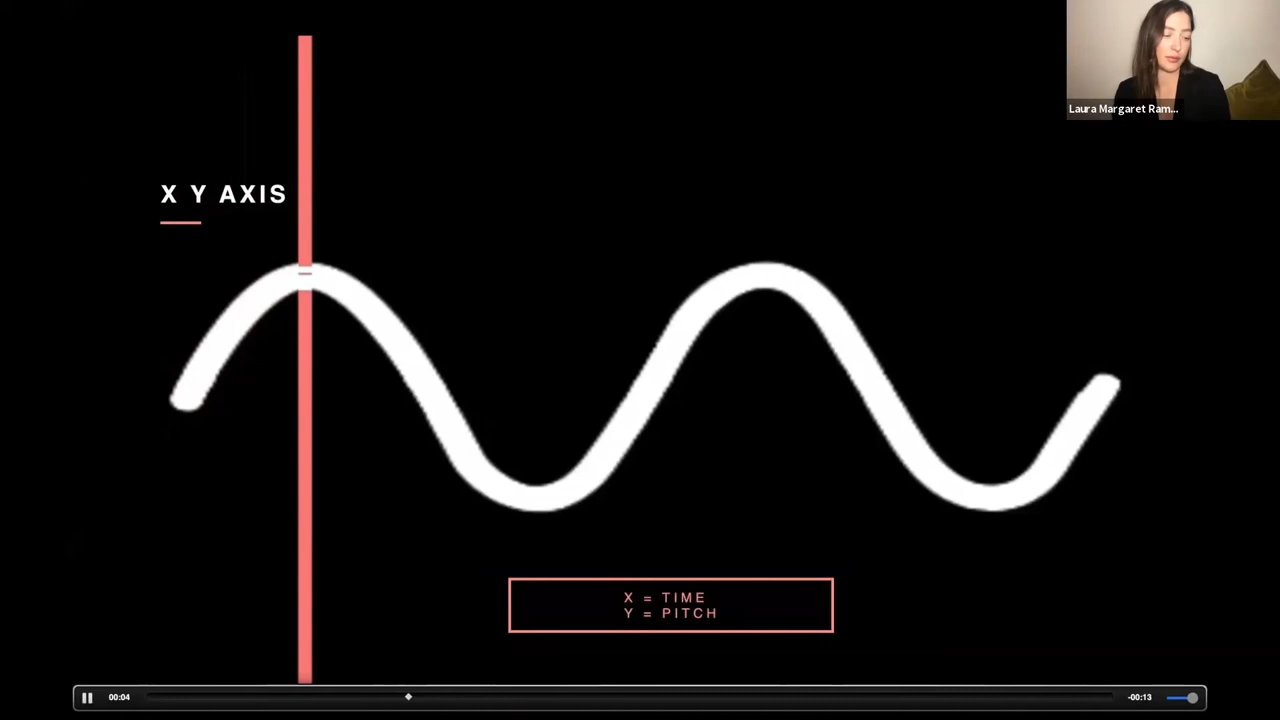 Laura Margaret Ram...
X Y AXIS
X = TIME
Y = PITCH
00:04
-00:13